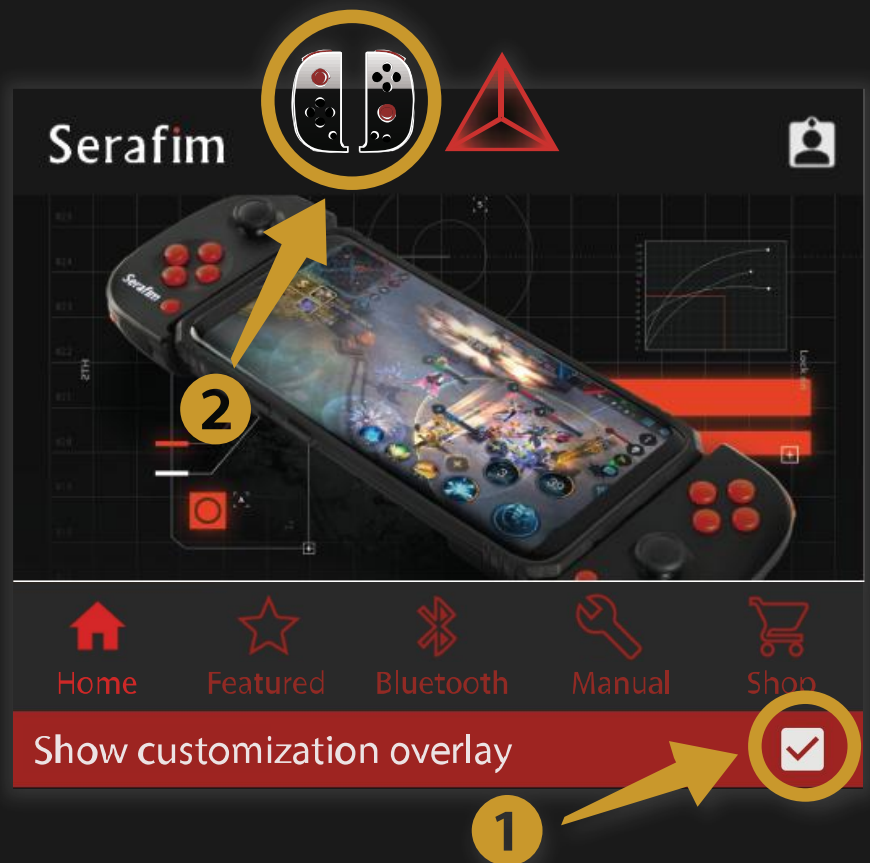 Serafim
Serafim
2
Home
Featured
Bluetooth
Manual
Shop
Show customization overlay
1